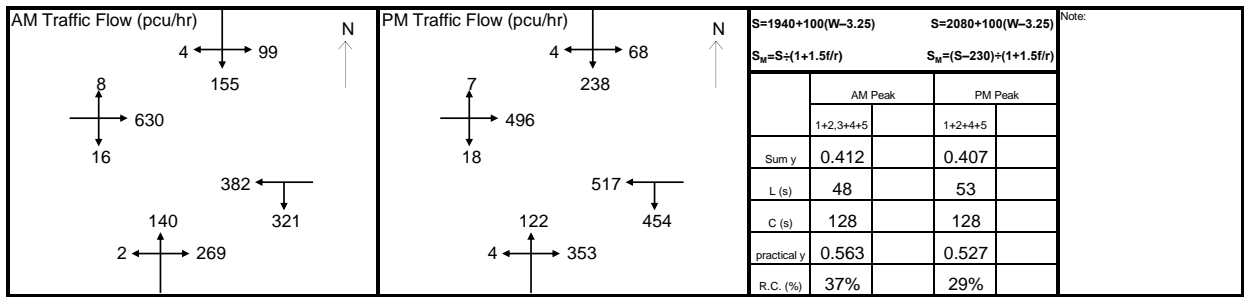 AM Traffic Flow (pcu/hr)
N
4 99
155
8
630
16
382
321
140
2 269
PM Traffic Flow (pcu/hr)
N
4 68
238
7
496
18
517
454
122
4 353
S=1940+100(W–3.25) S=2080+100(W–3.25)
SM=S÷(1+1.5f/r) SM=(S–230)÷(1+1.5f/r)
AM Peak PM Peak
1+2,3+4+5 1+2+4+5
Sum y 0.412 0.407
L (s) 48 53
C (s) 128 128
practical y 0.563 0.527
R.C. (%) 37% 29%
Note: